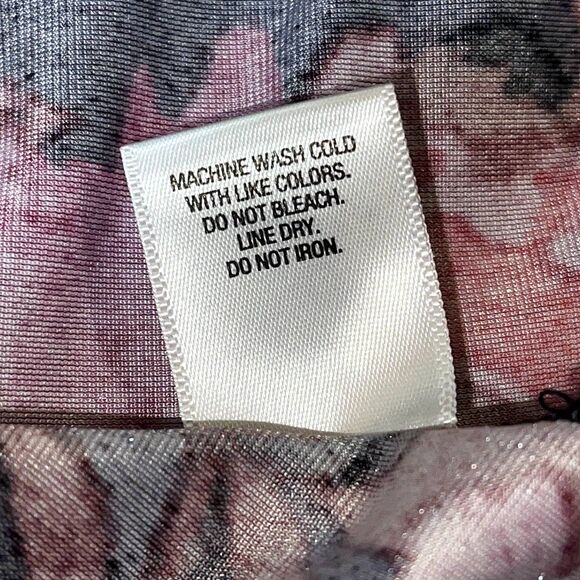 MACHINE WASH COLD
WITH LIKE COLORS.
DO NOT BLEACH.
LINE DRY.
DO NOT IRON.